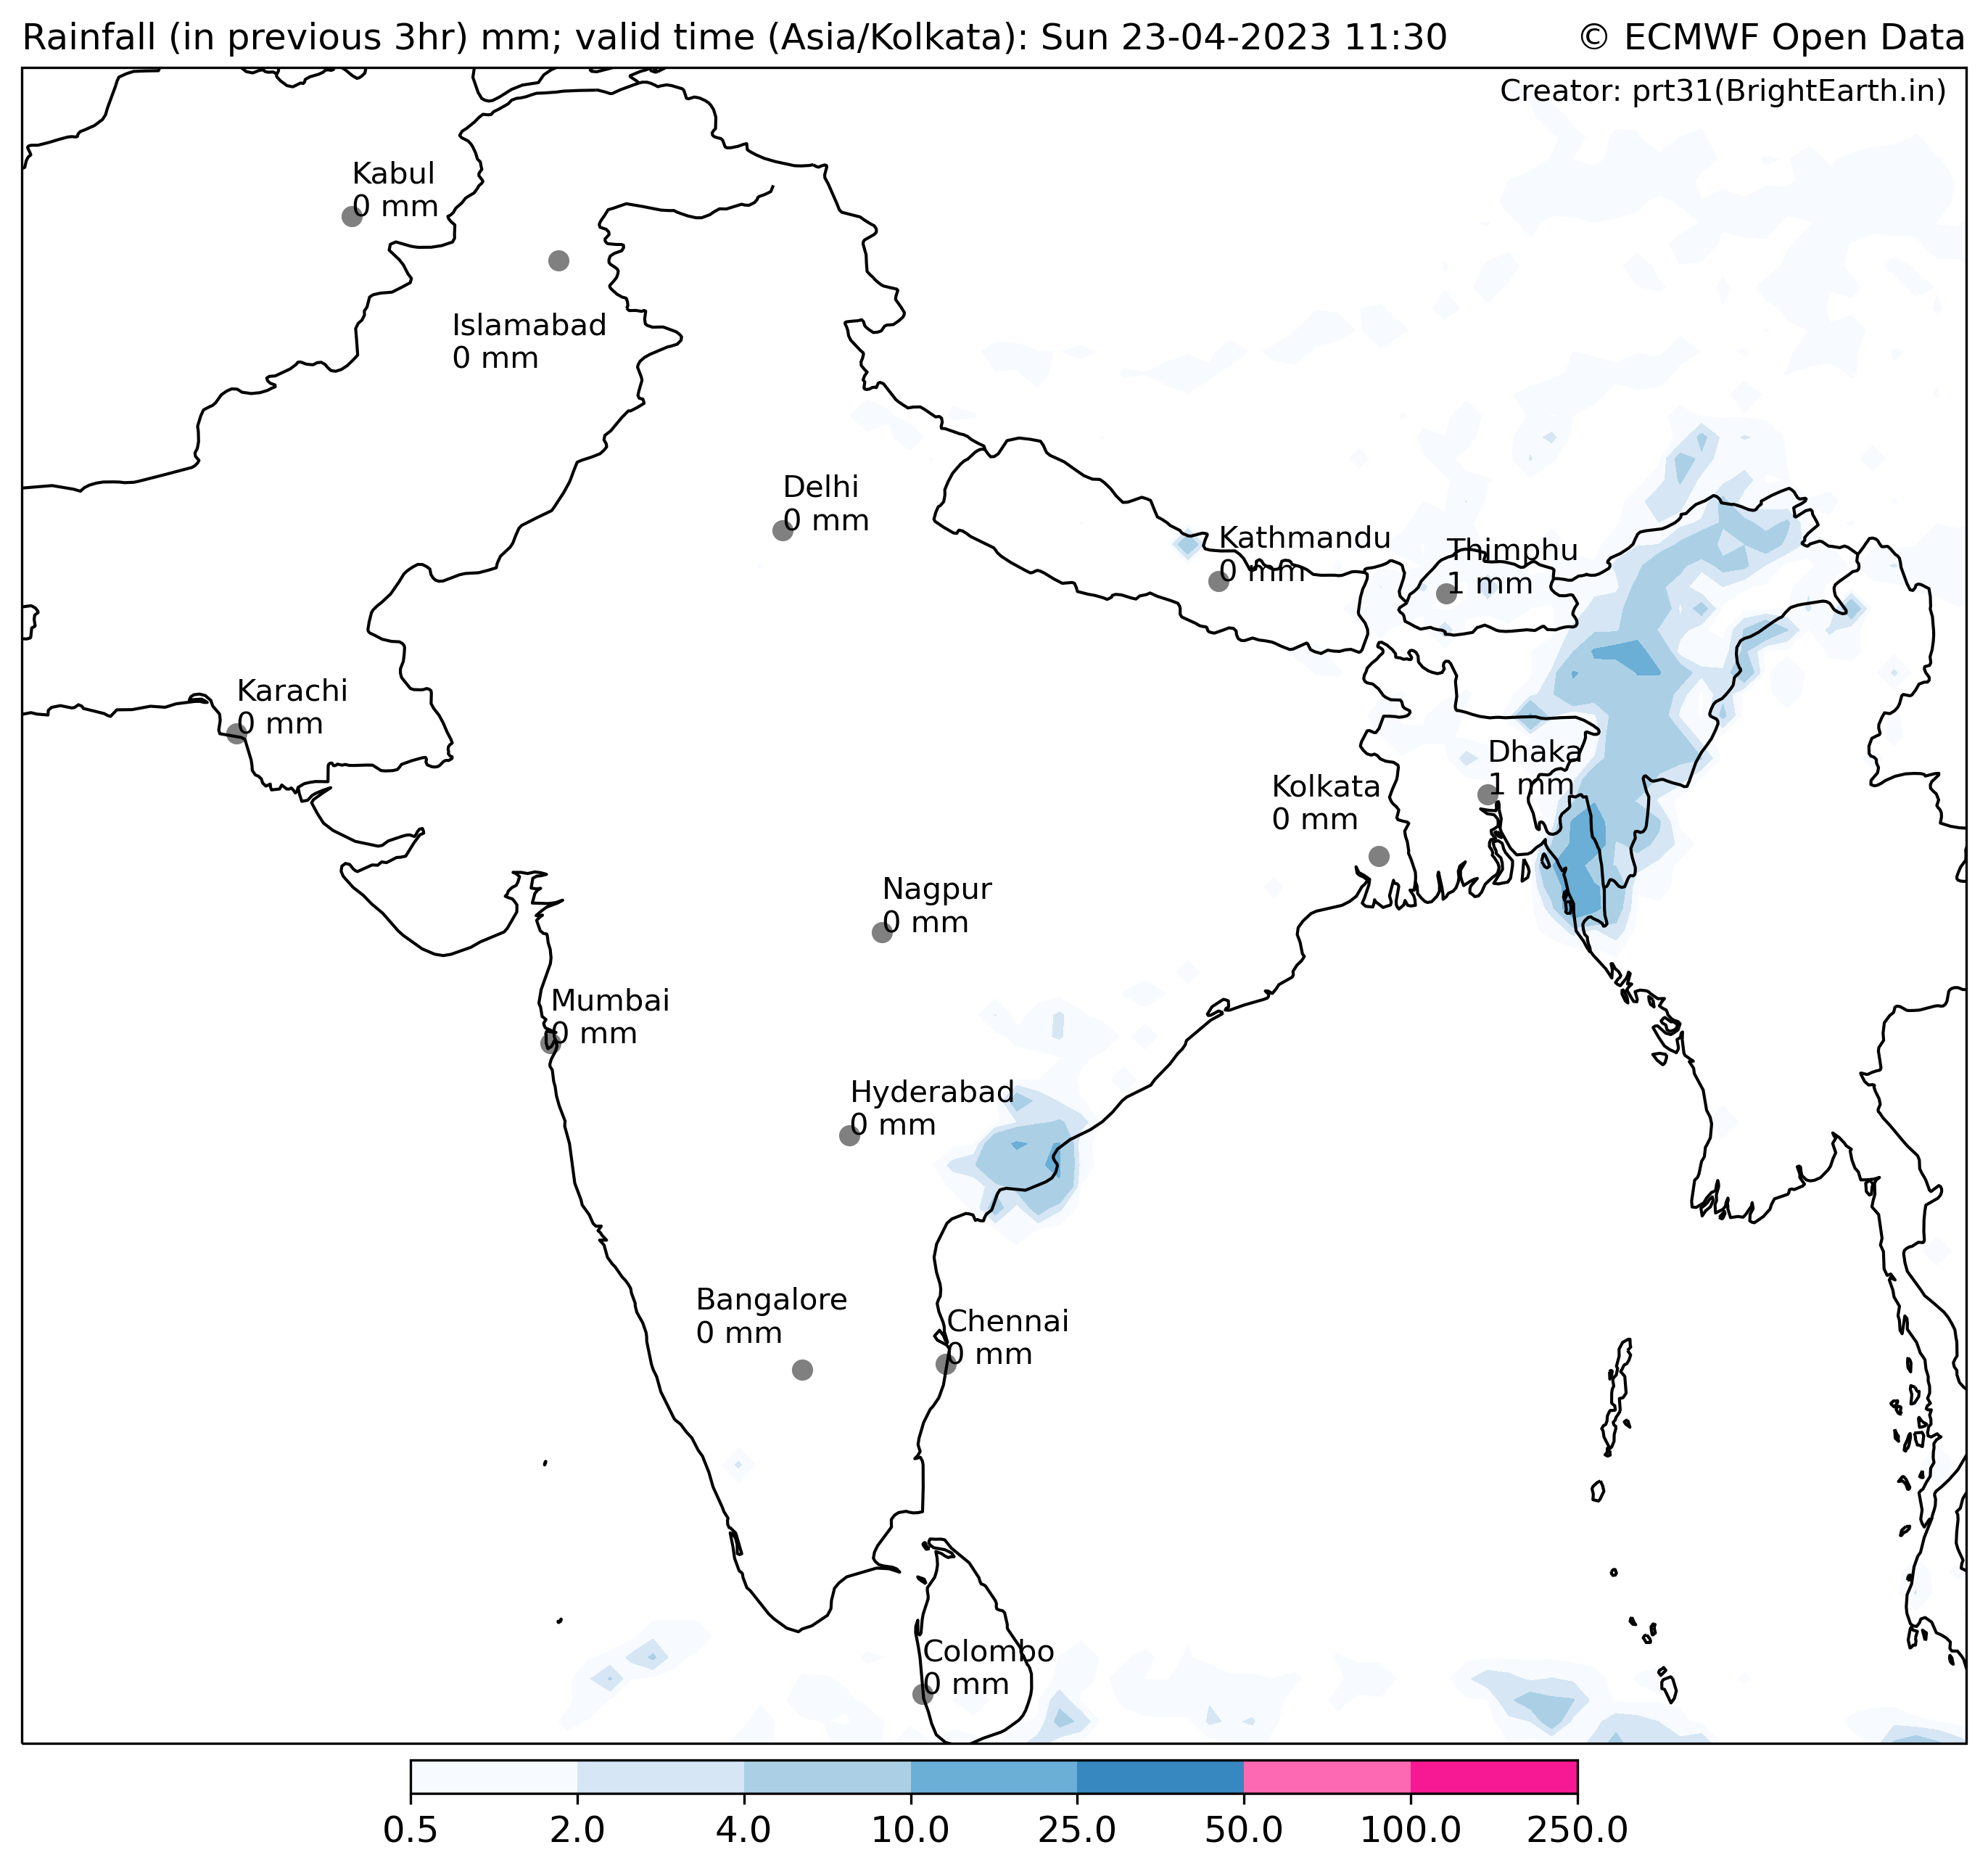 Rainfall (in previous 3hr) mm; valid time (Asia/Kolkata): Sun 23-04-2023 11:30
© ECMWF Open Data
Creator: prt31(BrightEarth.in)
Kabul
0 mm
Islamabad
0 mm
Delhi
0 mm
Kathmandu
0 mm
Thimphu
1 mm
Karachi
0 mm
Dhaka
1 mm
Kolkata
0 mm
Nagpur
0 mm
Mumbai
0 mm
Hyderabad
0 mm
Bangalore
0 mm
Chennai
0 mm
Colombo
0 mm
0.5 2.0 4.0 10.0 25.0 50.0 100.0 250.0